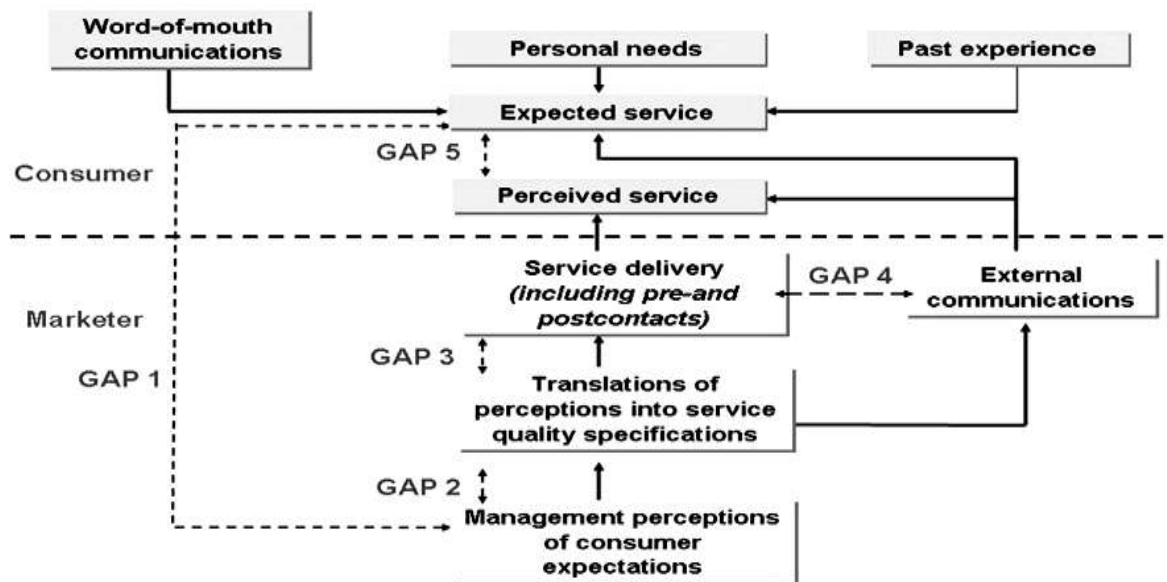 Word-of-mouth
communications
Personal needs
Past experience
Expected service
GAP 5
Consumer
Perceived service
Service delivery
(including pre-and
postcontacts)
GAP 4
External
communications
Marketer
GAP 3
GAP 1
Translations of
perceptions into service
quality specifications
GAP 2
Management perceptions
of consumer
expectations